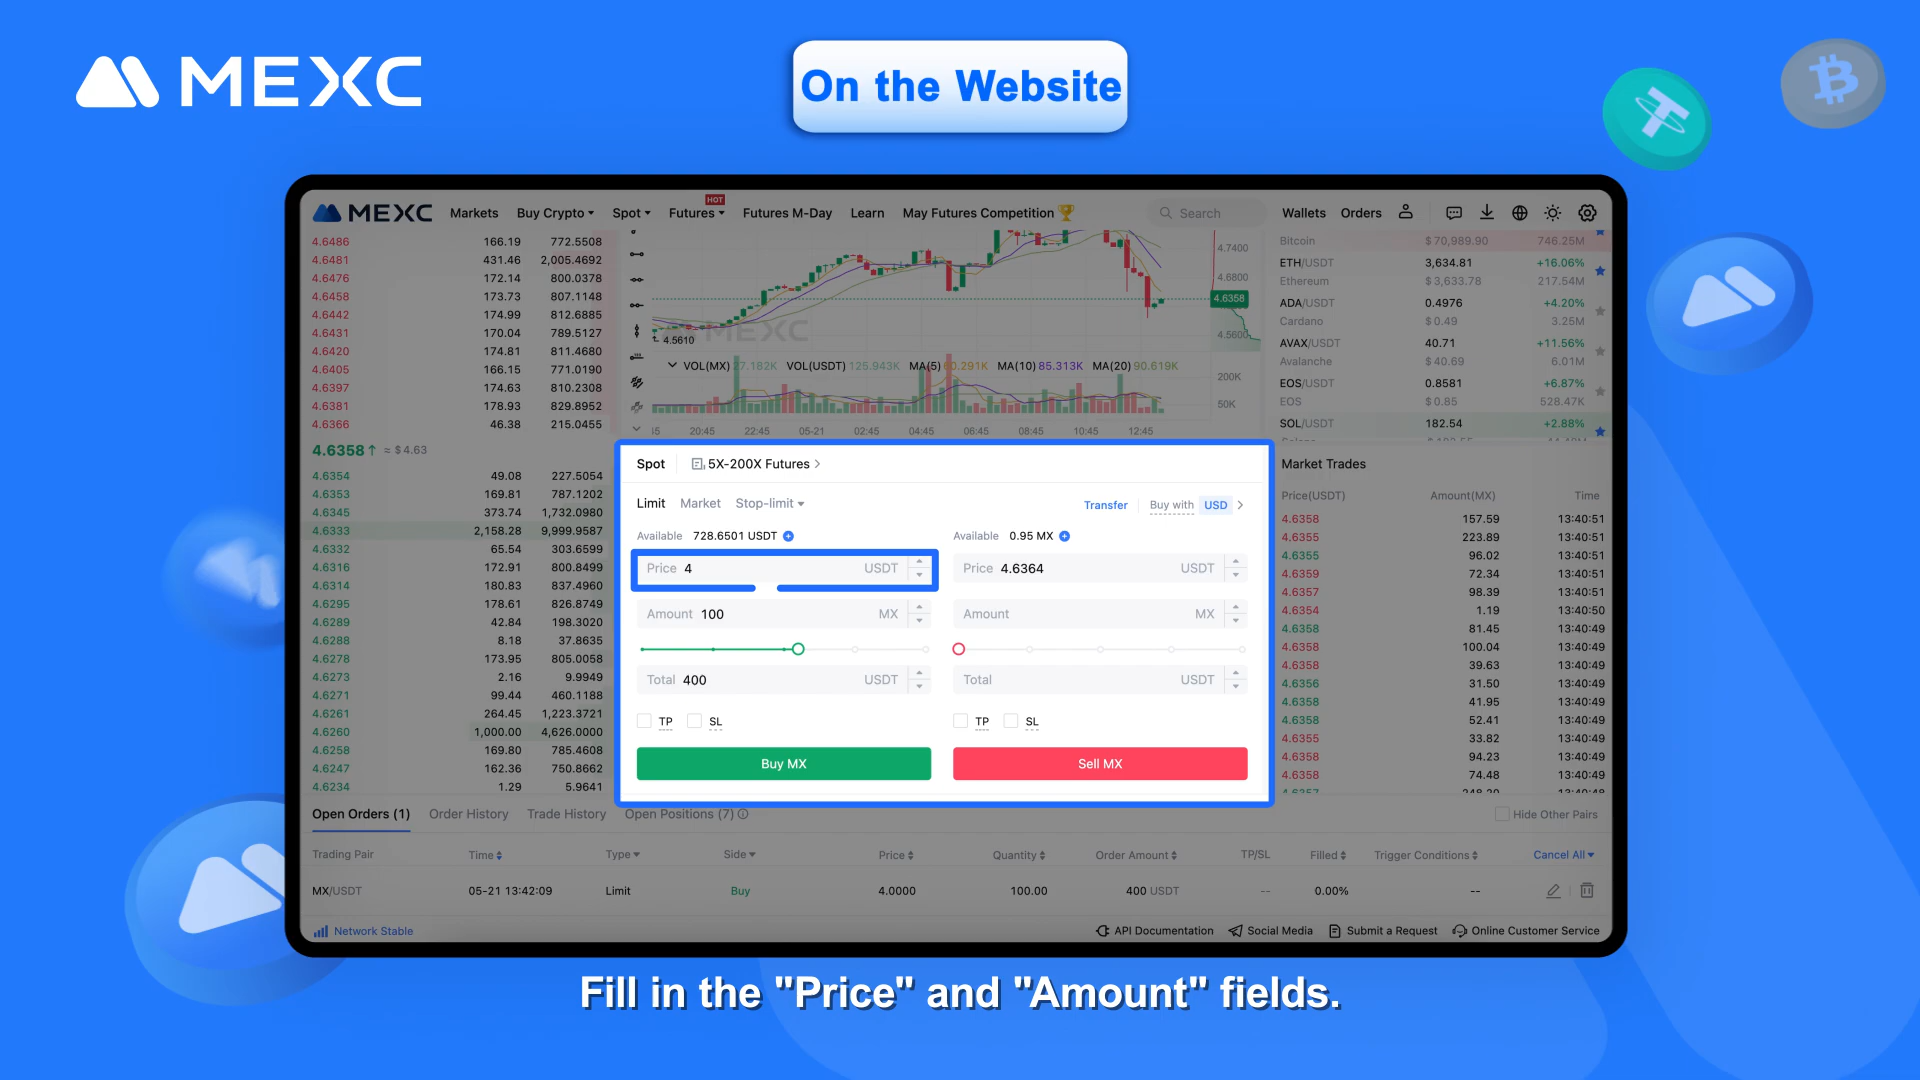 MEXC
On the Website
MEXC Markets Buy Crypto Spot Futures HOT Futures M-Day Learn May Futures Competition Search Wallets Orders
4.6486 166.19 772.5508
4.6481 431.46 2,005.4692
4.6476 172.14 800.0378
4.6458 173.73 807.1148
4.6442 174.99 812.6885
4.6431 170.04 789.5127
4.6420 174.81 811.4680
4.6405 166.15 771.0190
4.6397 174.63 810.2308
4.6381 178.93 829.8952
4.6366 46.38 215.0455
4.6358 ↑ ≈ $4.63
4.6354 49.08 227.5054
4.6353 169.81 787.1202
4.6345 373.74 1,732.0980
4.6333 2,158.28 9,999.9587
4.6332 65.54 303.6599
4.6316 172.91 800.8499
4.6314 180.83 837.4960
4.6295 178.61 826.8749
4.6289 42.84 198.3020
4.6288 8.18 37.8635
4.6278 173.95 805.0058
4.6273 2.16 9.9949
4.6271 99.44 460.1188
4.6261 264.45 1,223.3721
4.6260 1,000.00 4,626.0000
4.6258 169.80 785.4608
4.6247 162.36 750.8662
4.6234 1.29 5.9641
4.7400
4.6800
4.6358
4.5600
4.5610
MEXC
VOL(MX) 27.182K VOL(USDT) 125.943K MA(5) 60.291K MA(10) 85.313K MA(20) 90.619K
200K
50K
20:45 22:45 05-21 02:45 04:45 06:45 08:45 10:45 12:45
Bitcoin $70,989.90 746.25M
ETH/USDT 3,634.81 +16.06%
Ethereum $3,633.78 217.54M
ADA/USDT 0.4976 +4.20%
Cardano $0.49 3.25M
AVAX/USDT 40.71 +11.56%
Avalanche $40.69 6.01M
EOS/USDT 0.8581 +6.87%
EOS $0.85 528.47K
SOL/USDT 182.54 +2.88%
Spot 5X-200X Futures
Limit Market Stop-limit Transfer Buy with USD
Available 728.6501 USDT
Price 4 USDT
Amount 100 MX
Total 400 USDT
TP SL
Buy MX
Available 0.95 MX
Price 4.6364 USDT
Amount MX
Total USDT
TP SL
Sell MX
Market Trades
Price(USDT) Amount(MX) Time
4.6358 157.59 13:40:51
4.6355 223.89 13:40:51
4.6355 96.02 13:40:51
4.6359 72.34 13:40:51
4.6357 98.39 13:40:51
4.6354 1.19 13:40:50
4.6358 81.45 13:40:49
4.6358 100.04 13:40:49
4.6358 39.63 13:40:49
4.6356 31.50 13:40:49
4.6358 41.95 13:40:49
4.6358 52.41 13:40:49
4.6355 33.82 13:40:49
4.6358 94.23 13:40:49
4.6358 74.48 13:40:49
Open Orders (1) Order History Trade History Open Positions (7) Hide Other Pairs
Trading Pair Time Type Side Price Quantity Order Amount TP/SL Filled Trigger Conditions Cancel All
MX/USDT 05-21 13:42:09 Limit Buy 4.0000 100.00 400 USDT -- 0.00% --
Network Stable API Documentation Social Media Submit a Request Online Customer Service
Fill in the "Price" and "Amount" fields.